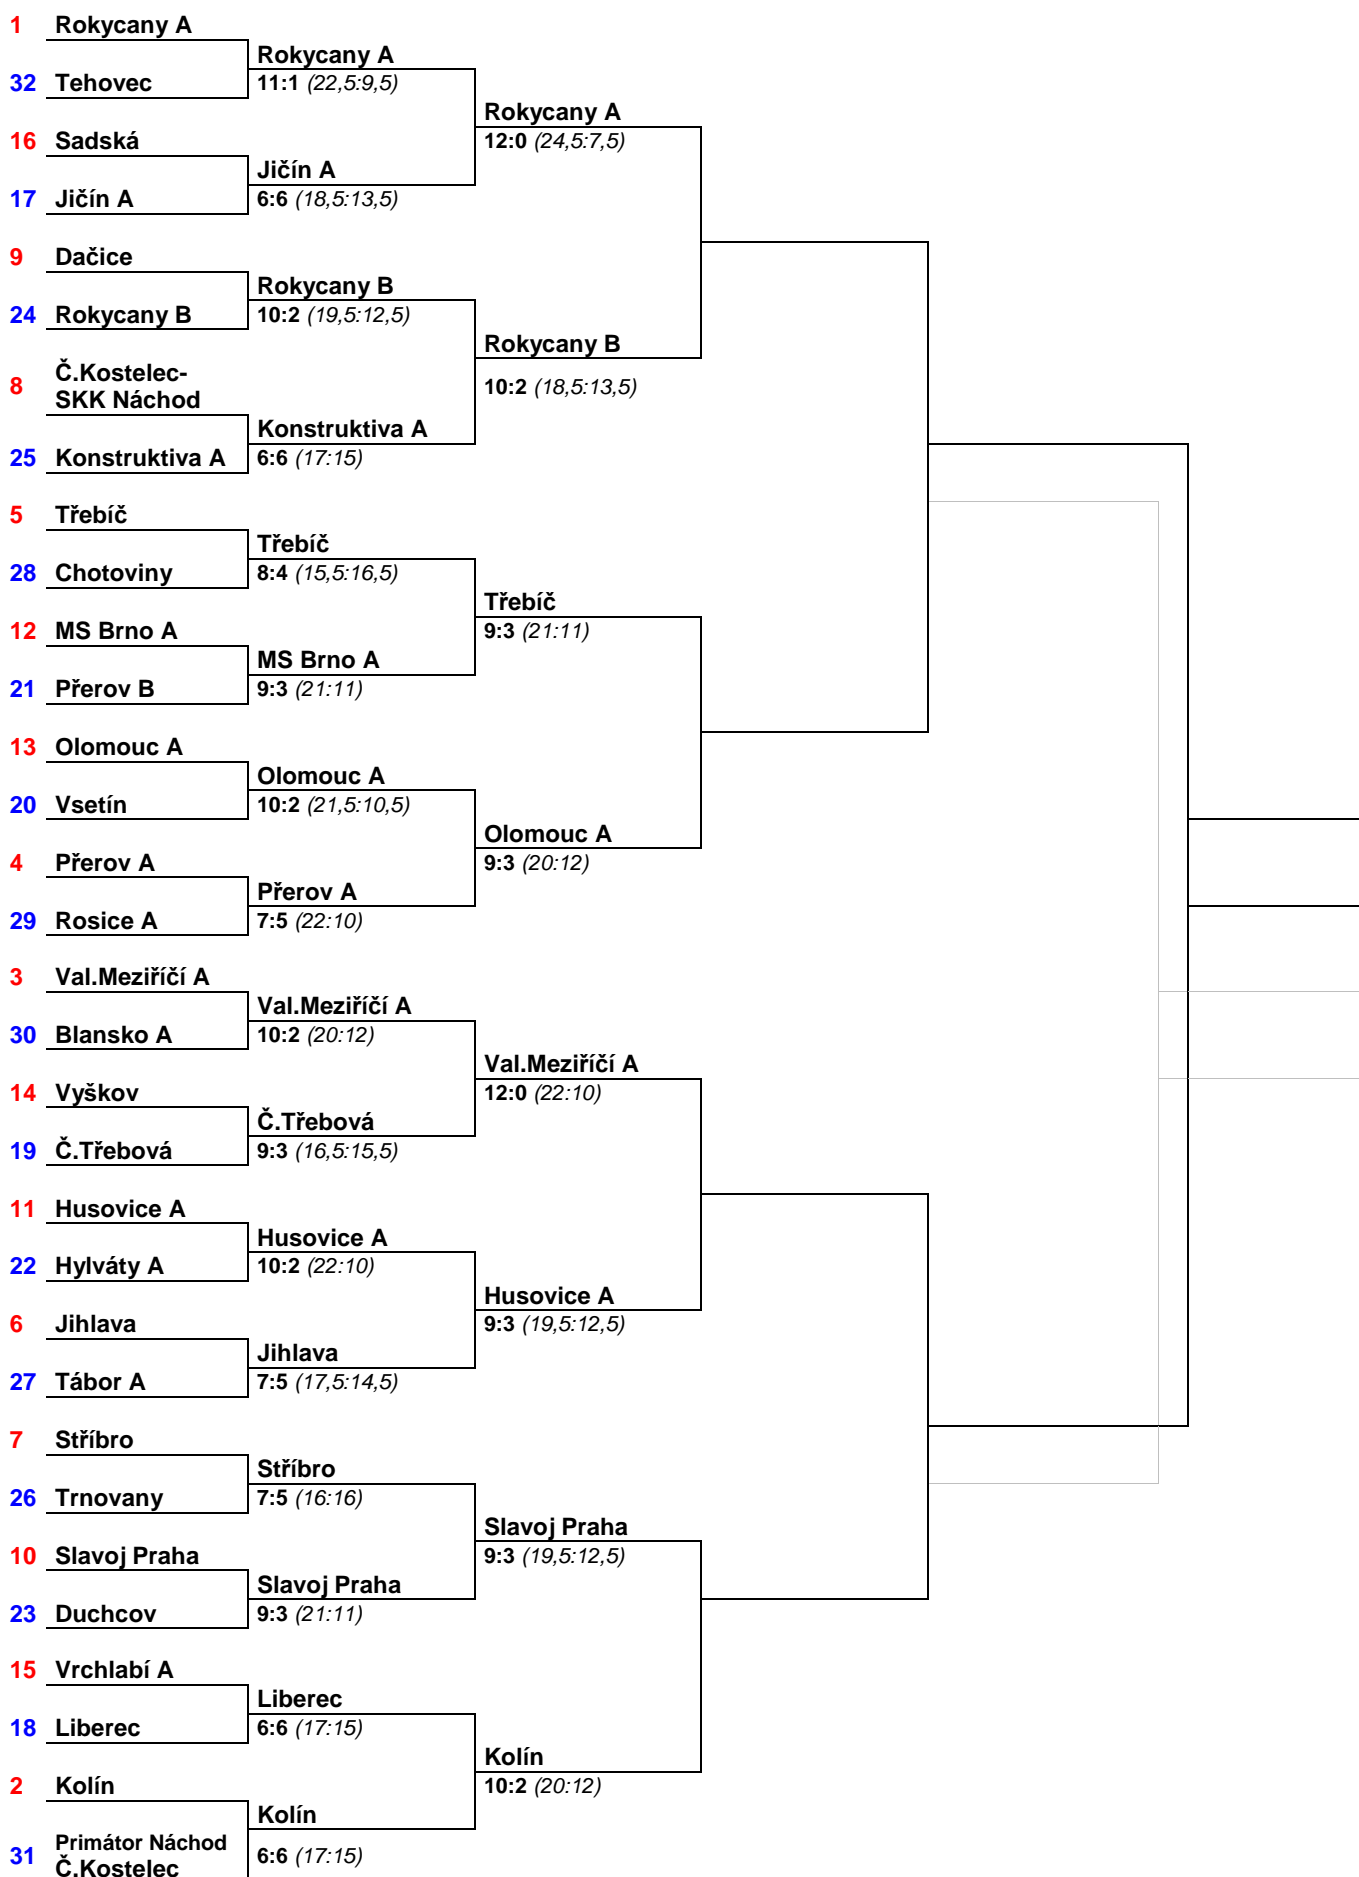 1 Rokycany A
Rokycany A
32 Tehovec 11:1 (22,5:9,5)
Rokycany A
16 Sadská 12:0 (24,5:7,5)
Jičín A
17 Jičín A 6:6 (18,5:13,5)
9 Dačice
Rokycany B
24 Rokycany B 10:2 (19,5:12,5)
Rokycany B
Č.Kostelec-
8 SKK Náchod 10:2 (18,5:13,5)
Konstruktiva A
25 Konstruktiva A 6:6 (17:15)
5 Třebíč
Třebíč
28 Chotoviny 8:4 (15,5:16,5)
Třebíč
12 MS Brno A 9:3 (21:11)
MS Brno A
21 Přerov B 9:3 (21:11)
13 Olomouc A
Olomouc A
20 Vsetín 10:2 (21,5:10,5)
Olomouc A
4 Přerov A 9:3 (20:12)
Přerov A
29 Rosice A 7:5 (22:10)
3 Val.Meziříčí A
Val.Meziříčí A
30 Blansko A 10:2 (20:12)
Val.Meziříčí A
14 Vyškov 12:0 (22:10)
Č.Třebová
19 Č.Třebová 9:3 (16,5:15,5)
11 Husovice A
Husovice A
22 Hylváty A 10:2 (22:10)
Husovice A
6 Jihlava 9:3 (19,5:12,5)
Jihlava
27 Tábor A 7:5 (17,5:14,5)
7 Stříbro
Stříbro
26 Trnovany 7:5 (16:16)
Slavoj Praha
10 Slavoj Praha 9:3 (19,5:12,5)
Slavoj Praha
23 Duchcov 9:3 (21:11)
15 Vrchlabí A
Liberec
18 Liberec 6:6 (17:15)
Kolín
2 Kolín 10:2 (20:12)
Kolín
Primátor Náchod
31 Č.Kostelec 6:6 (17:15)